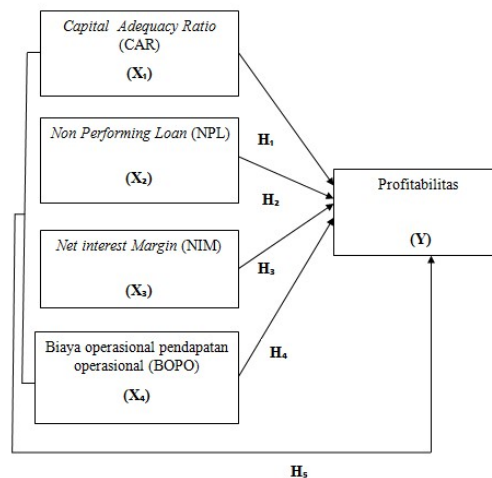 Capital Adequacy Ratio
(CAR)
(X₁)
Non Performing Loan (NPL)
(X₂)
Net interest Margin (NIM)
(X₃)
Biaya operasional pendapatan
operasional (BOPO)
(X₄)
H₁
H₂
H₃
H₄
Profitabilitas
(Y)
H₅